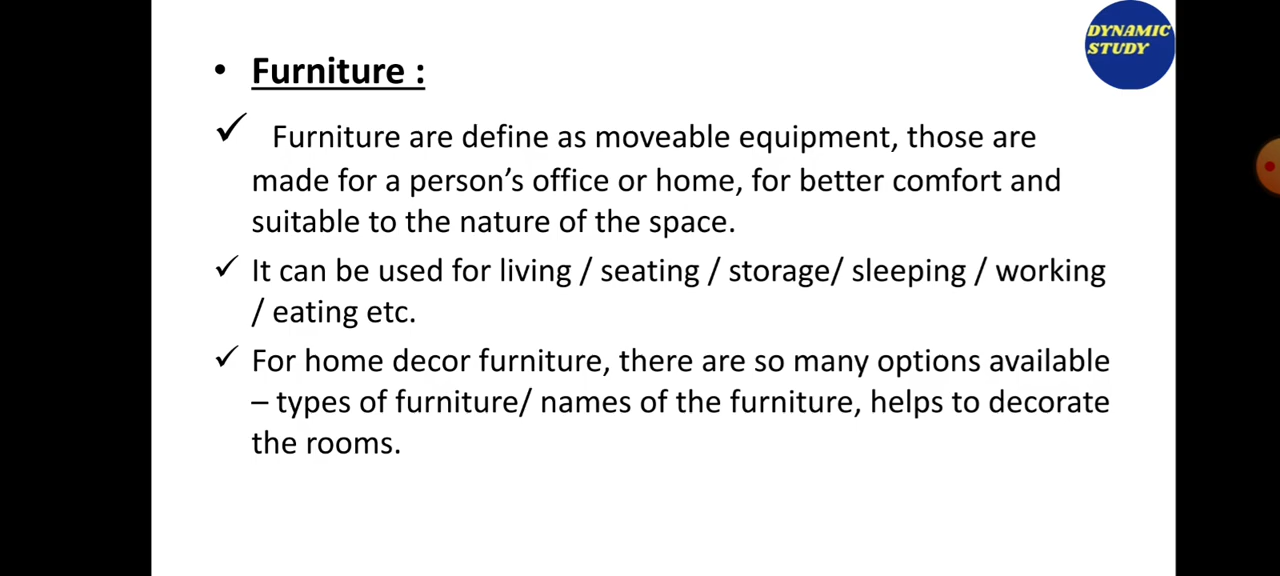 DYNAMIC
STUDY
• Furniture :
✓ Furniture are define as moveable equipment, those are
made for a person’s office or home, for better comfort and
suitable to the nature of the space.
✓ It can be used for living / seating / storage/ sleeping / working
/ eating etc.
✓ For home decor furniture, there are so many options available
– types of furniture/ names of the furniture, helps to decorate
the rooms.